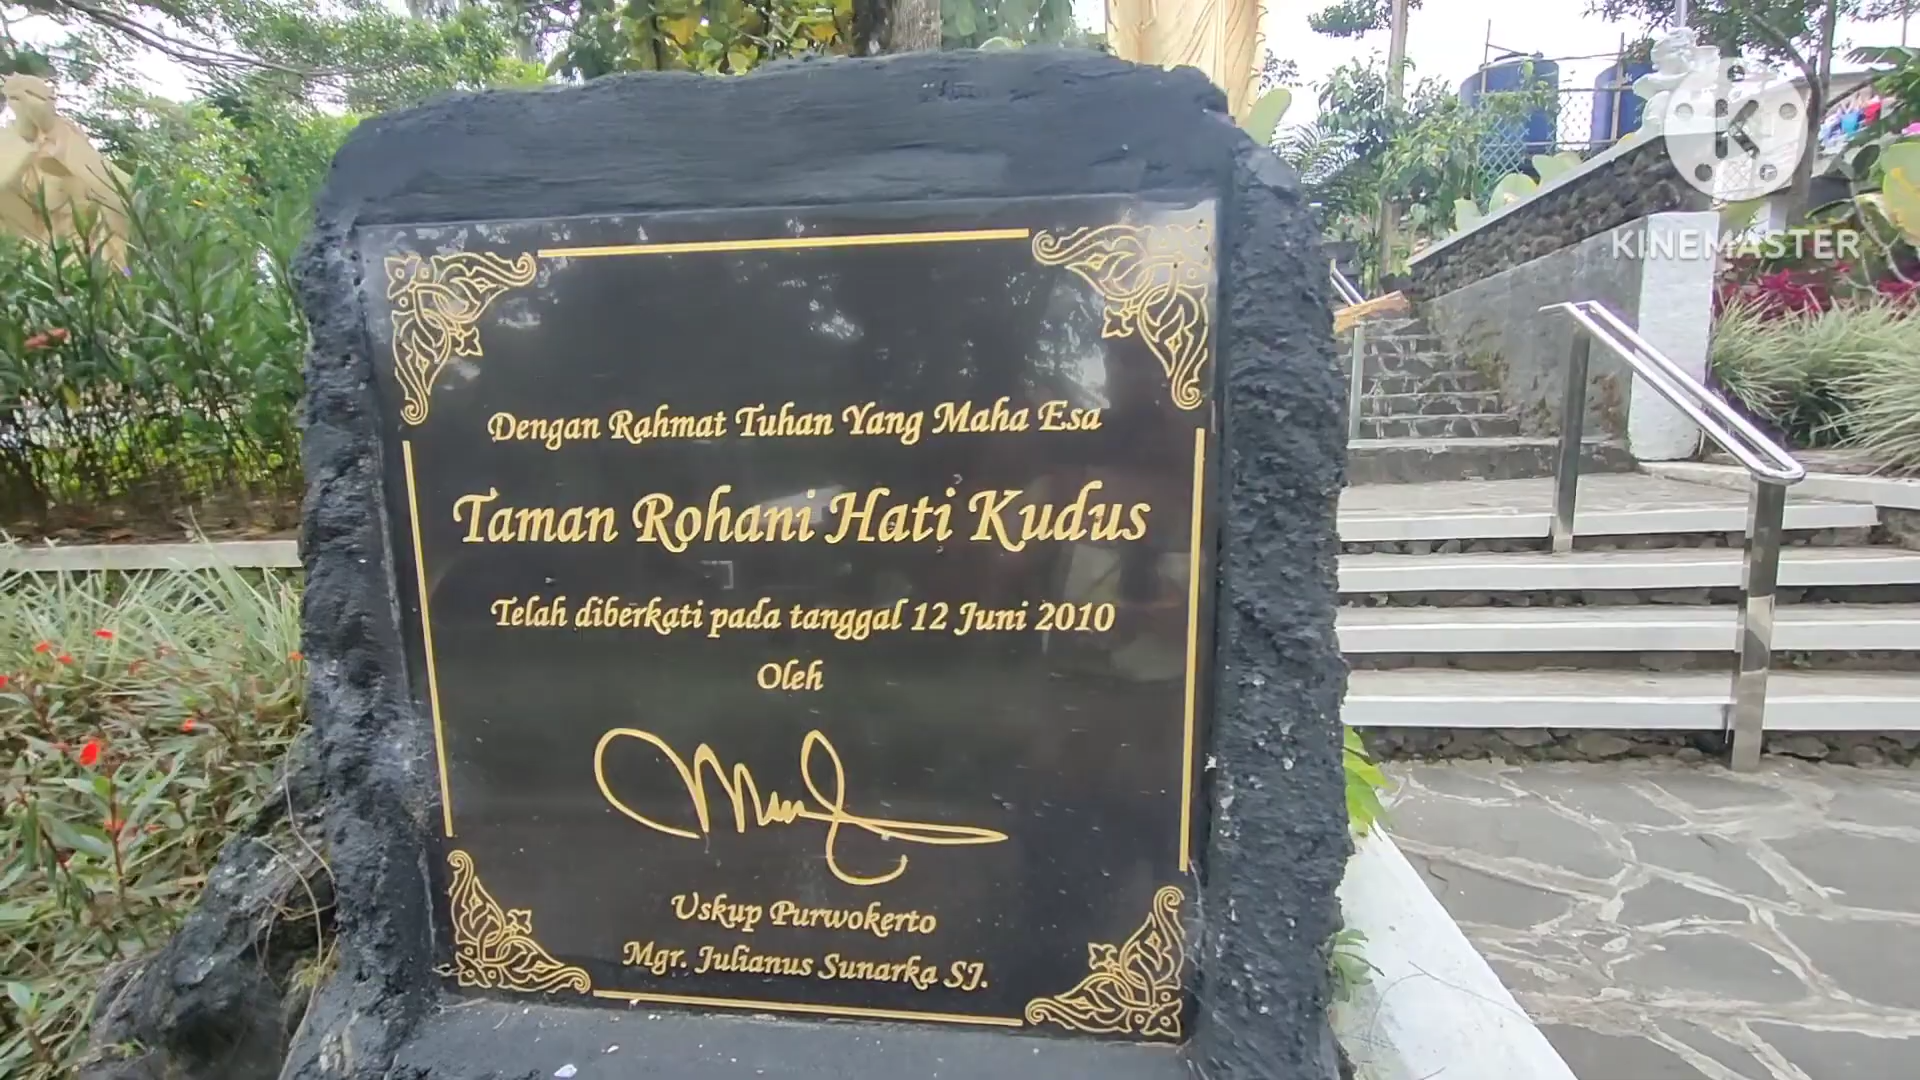 Dengan Rahmat Tuhan Yang Maha Esa
Taman Rohani Hati Kudus
Telah diberkati pada tanggal 12 Juni 2010
Oleh
Uskup Purwokerto
Mgr. Julianus Sunarka SJ.
K
KINEMASTER